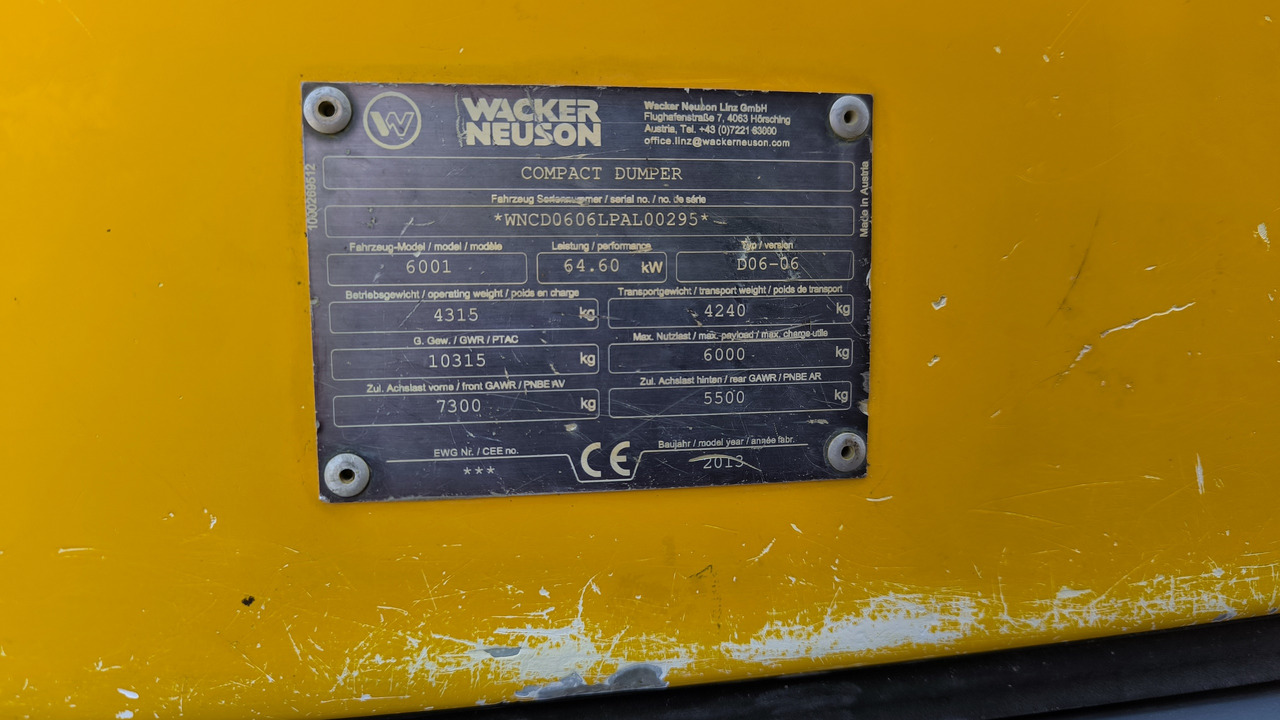 W
WACKER
NEUSON
Wacker Neuson Linz GmbH
Flughafenstraße 7, 4063 Hörsching
Austria, Tel. +43 (0)7221 63000
office.linz@wackerneuson.com
COMPACT DUMPER
Fahrzeug Seriennummer / serial no. / no. de série
*WNCD0606LPAL00295*
Fahrzeug-Model / model / modèle
Leistung / performance
Typ / version
6001
64.60 kW
D06-06
Betriebsgewicht / operating weight / poids en charge
Transportgewicht / transport weight / poids de transport
4315 kg
4240 kg
G. Gew. / GWR / PTAC
Max. Nutzlast / max. payload / max. charge utile
10315 kg
6000 kg
Zul. Achslast vorne / front GAWR / PNBE AV
Zul. Achslast hinten / rear GAWR / PNBE AR
7300 kg
5500 kg
EWG Nr. / CEE no.
***
CE
Baujahr / model year / année fabr.
2013
1000269512
Made in Austria